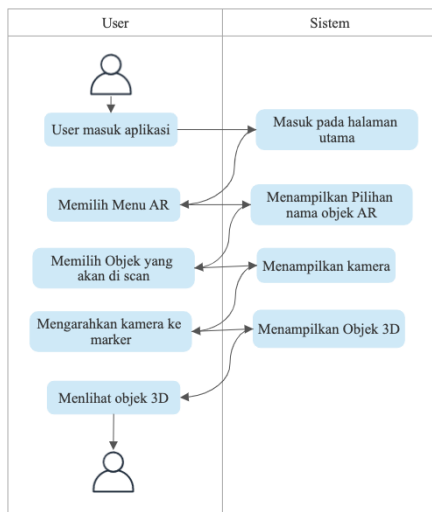 User
Sistem
User masuk aplikasi
Masuk pada halaman
utama
Memilih Menu AR
Menampilkan Pilihan
nama objek AR
Memilih Objek yang
akan di scan
Menampilkan kamera
Mengarahkan kamera ke
marker
Menampilkan Objek 3D
Menlihat objek 3D